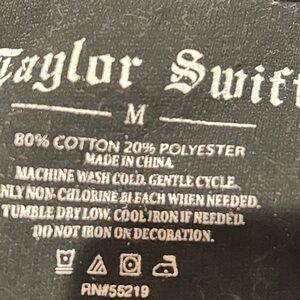 Taylor Swift
M
80% COTTON 20% POLYESTER
MADE IN CHINA
MACHINE WASH COLD. GENTLE CYCLE.
ONLY NON-CHLORINE BLEACH WHEN NEEDED.
TUMBLE DRY LOW. COOL IRON IF NEEDED.
DO NOT IRON ON DECORATION.
RN#55219